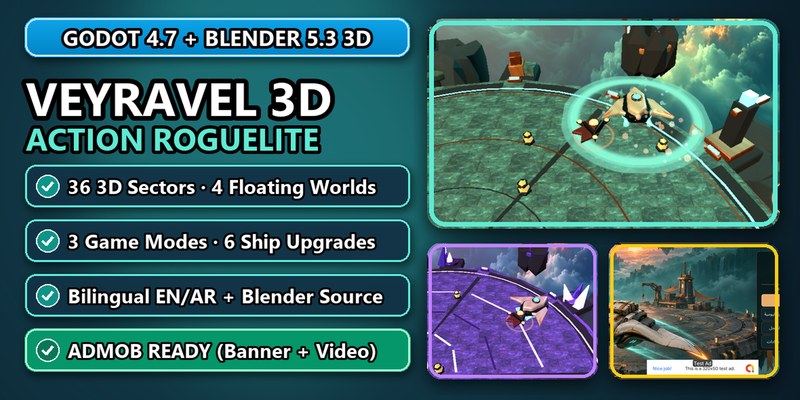 GODOT 4.7 + BLENDER 5.3 3D
VEYRAVEL 3D
ACTION ROGUELITE
36 3D Sectors · 4 Floating Worlds
3 Game Modes · 6 Ship Upgrades
Bilingual EN/AR + Blender Source
ADMOB READY (Banner + Video)
Test Ad
Nice job!
This is a 320x50 test ad.